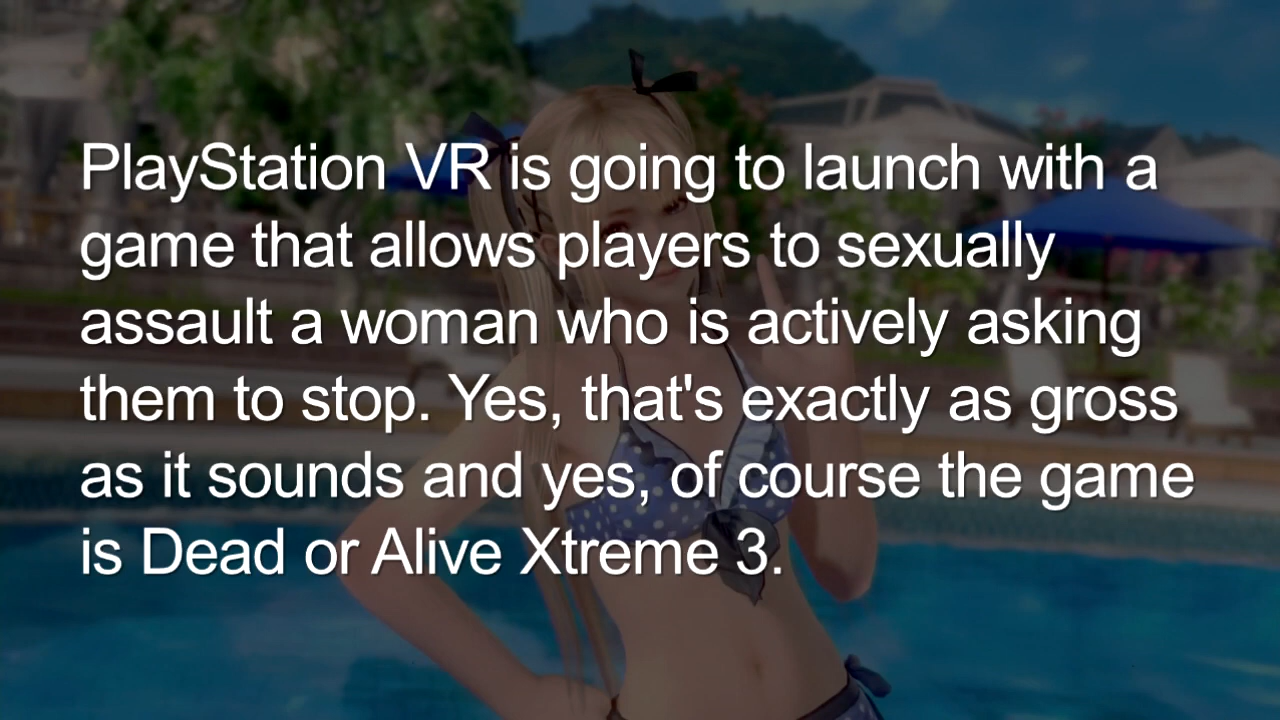 PlayStation VR is going to launch with a
game that allows players to sexually
assault a woman who is actively asking
them to stop. Yes, that's exactly as gross
as it sounds and yes, of course the game
is Dead or Alive Xtreme 3.